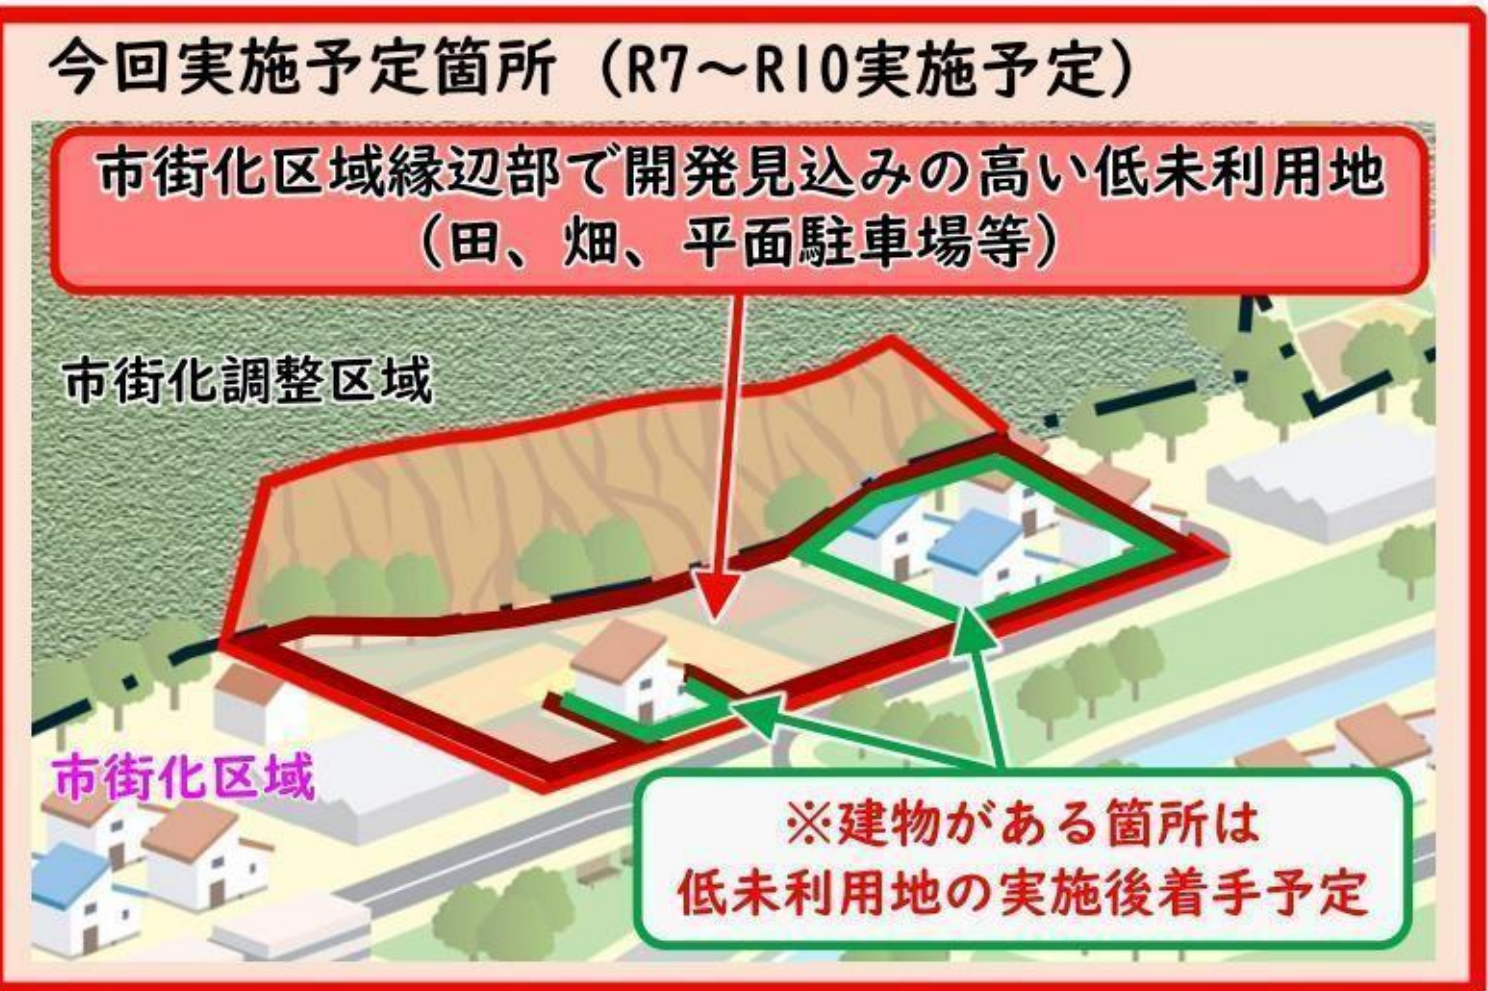 今回実施予定箇所（R7～R10実施予定）
市街化区域縁辺部で開発見込みの高い低未利用地
（田、畑、平面駐車場等）
市街化調整区域
市街化区域
※建物がある箇所は
低未利用地の実施後着手予定